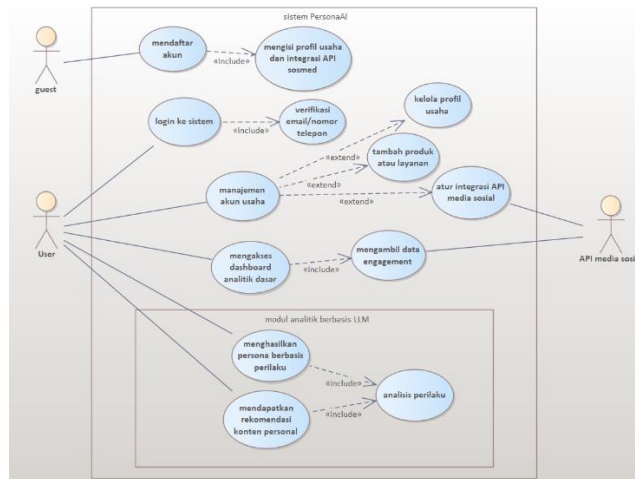 sistem PersonaAI
guest
mendaftar
akun
«include»
mengisi profil usaha
dan integrasi API
sosmed
login ke sistem
«include»
verifikasi
email/nomor
telepon
kelola profil
usaha
«extend»
tambah produk
atau layanan
manajemen
akun usaha
«extend»
«extend»
atur integrasi API
media sosial
User
API media sosi
mengakses
dashboard
analitik dasar
«include»
mengambil data
engagement
modul analitik berbasis LLM
menghasilkan
persona berbasis
perilaku
«include»
analisis perilaku
mendapatkan
rekomendasi
konten personal
«include»